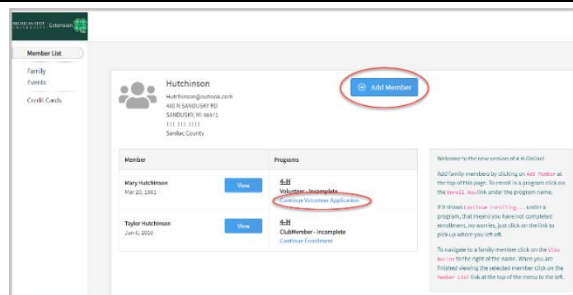 MICHIGAN STATE UNIVERSITY Extension
Member List
Family
Events
Credit Cards
Hutchinson
Hutchinson@outlook.com
SANDUSKY, MI
Sanilac County
Add Member
Member
Programs
Mary Hutchinson
View
4-H
Volunteer - Incomplete
Continue Volunteer Application
Taylor Hutchinson
Jan 6, 2010
View
4-H
ClubMember - Incomplete
Continue Enrollment
Welcome to the new version of 4-H Online!
Add family members by clicking on Add Member at
the top of this page. To enroll in a program click on
the Enroll Now link under the program name.
If it shows Continue Enrolling... under a
program, that means you have not completed
enrollment, no worries, just click on the link to
pick up where you left off.
To navigate to a family member click on the View
Button to the right of the name. When you are
finished viewing the selected member click on the
Member List link at the top of the menu to the left.